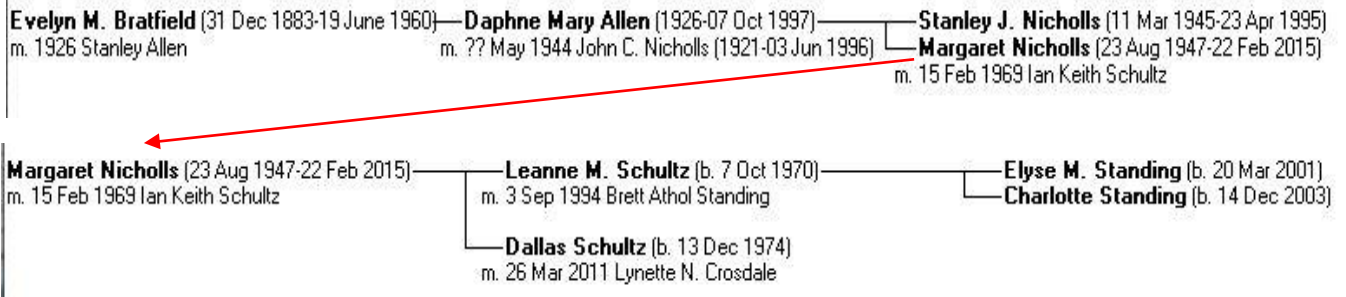 Evelyn M. Bratfield (31 Dec 1883-19 June 1960)
m. 1926 Stanley Allen
Daphne Mary Allen (1926-07 Oct 1997)
m. ?? May 1944 John C. Nicholls (1921-03 Jun 1996)
Stanley J. Nicholls (11 Mar 1945-23 Apr 1995)
Margaret Nicholls (23 Aug 1947-22 Feb 2015)
m. 15 Feb 1969 Ian Keith Schultz
Margaret Nicholls (23 Aug 1947-22 Feb 2015)
m. 15 Feb 1969 Ian Keith Schultz
Leanne M. Schultz (b. 7 Oct 1970)
m. 3 Sep 1994 Brett Athol Standing
Elyse M. Standing (b. 20 Mar 2001)
Charlotte Standing (b. 14 Dec 2003)
Dallas Schultz (b. 13 Dec 1974)
m. 26 Mar 2011 Lynette N. Crosdale